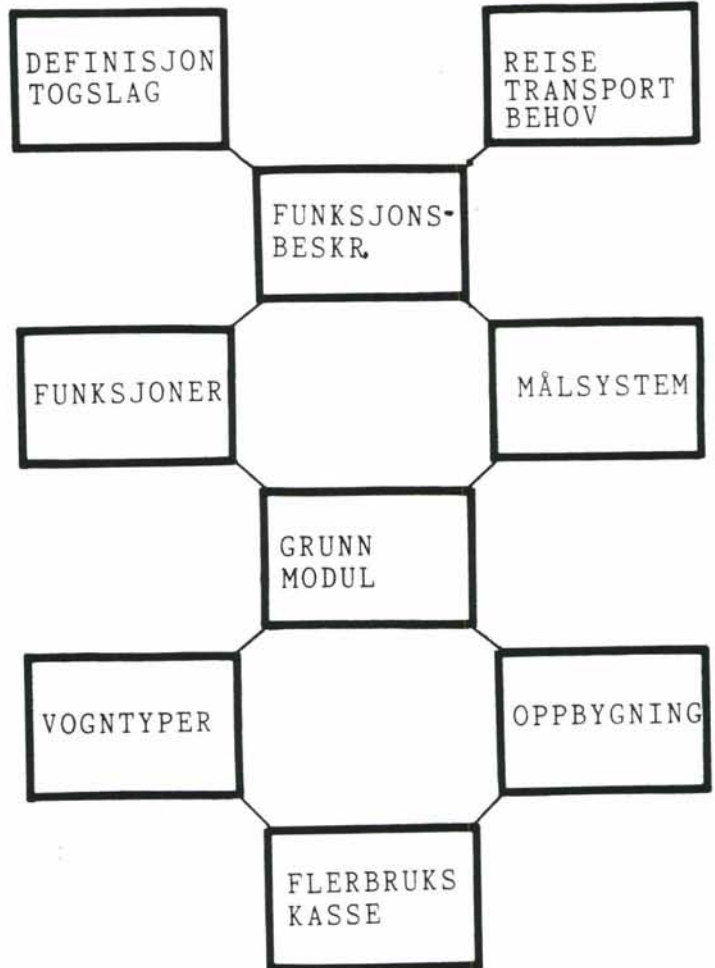 DEFINISJON
TOGSLAG
REISE
TRANSPORT
BEHOV
FUNKSJONS-
BESKR.
FUNKSJONER
MÅLSYSTEM
GRUNN
MODUL
VOGNTYPER
OPPBYGNING
FLERBRUKS
KASSE